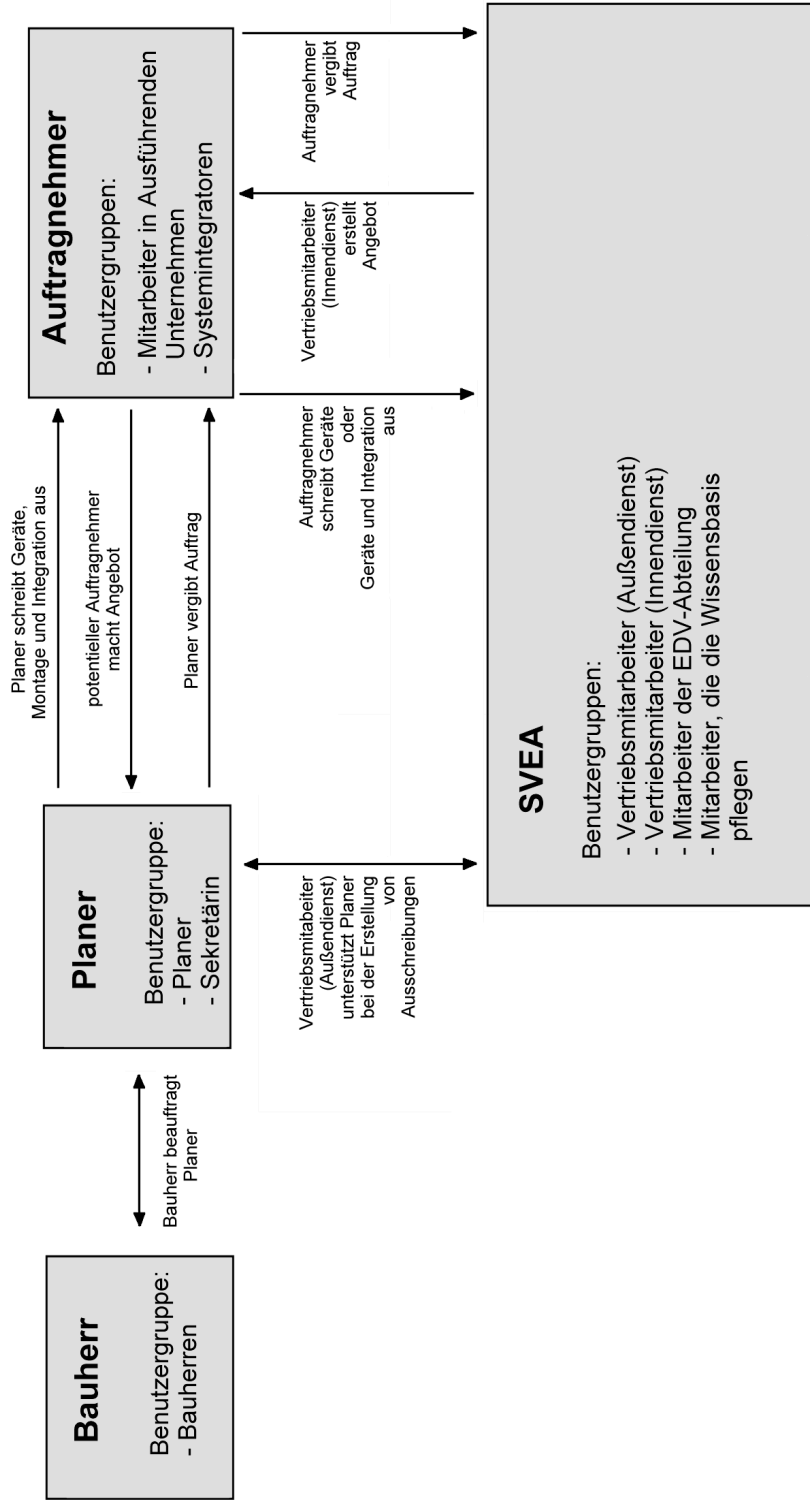 Bauherr
Benutzergruppe:
- Bauherren
Bauherr beauftragt
Planer
Planer
Benutzergruppe:
- Planer
- Sekretärin
Planer schreibt Geräte,
Montage und Integration aus
potentieller Auftragnehmer
macht Angebot
Planer vergibt Auftrag
Auftragnehmer
Benutzergruppen:
- Mitarbeiter in Ausführenden
Unternehmen
- Systemintegratoren
Vertriebsmitabeiter
(Außendienst)
unterstützt Planer
bei der Erstellung
von
Ausschreibungen
Auftragnehmer
schreibt Geräte
oder
Geräte und Integration
aus
Vertriebsmitarbeiter
(Innendienst)
erstellt
Angebot
Auftragnehmer
vergibt
Auftrag
SVEA
Benutzergruppen:
- Vertriebsmitarbeiter (Außendienst)
- Vertriebsmitarbeiter (Innendienst)
- Mitarbeiter der EDV-Abteilung
- Mitarbeiter, die die Wissensbasis
pflegen